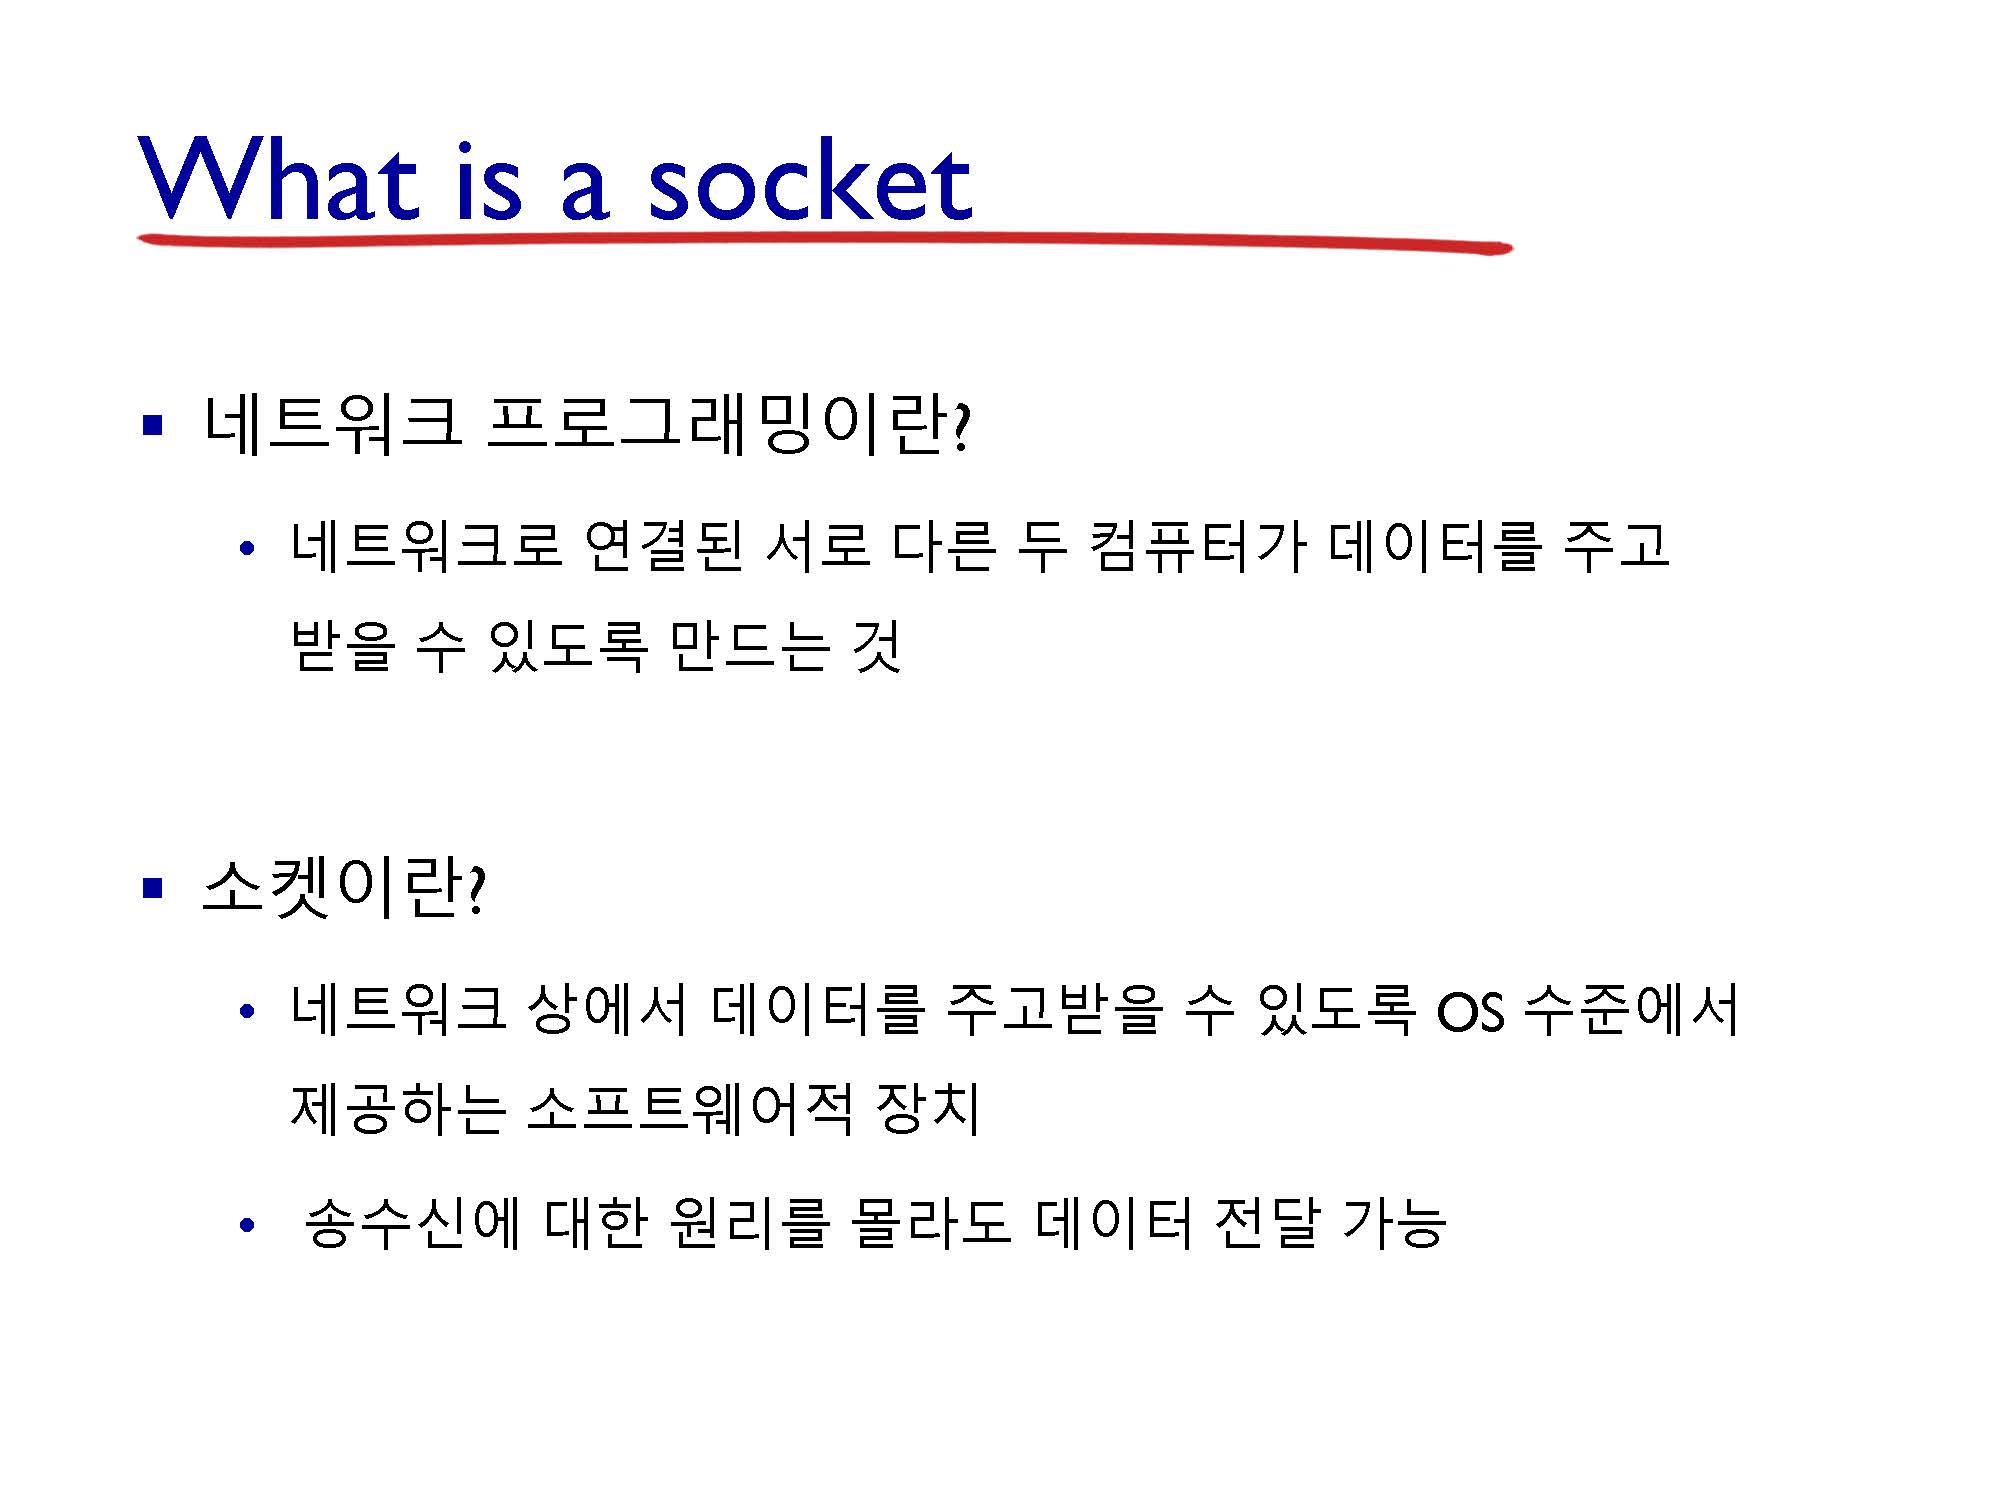 What is a socket
▪ 네트워크 프로그래밍이란?
• 네트워크로 연결된 서로 다른 두 컴퓨터가 데이터를 주고
받을 수 있도록 만드는 것
▪ 소켓이란?
• 네트워크 상에서 데이터를 주고받을 수 있도록 OS 수준에서
제공하는 소프트웨어적 장치
• 송수신에 대한 원리를 몰라도 데이터 전달 가능